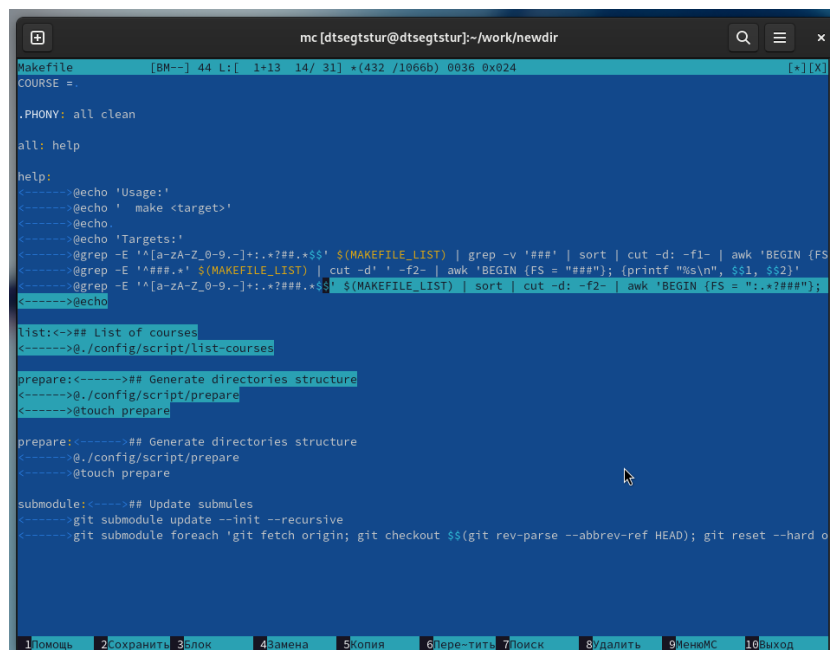 mc [dtsegtstur@dtsegtstur]:~/work/newdir
Makefile [BM--] 44 L:[ 1+13 14/ 31] *(432 /1066b) 0036 0x024 [*][X]
COURSE =.
.PHONY: all clean
all: help
help:
<------>@echo 'Usage:'
<------>@echo '  make <target>'
<------>@echo.
<------>@echo 'Targets:'
<------>@grep -E '^[a-zA-Z_0-9.-]+:.*?##.*$$' $(MAKEFILE_LIST) | grep -v '###' | sort | cut -d: -f1- | awk 'BEGIN {FS
<------>@grep -E '^###.*' $(MAKEFILE_LIST) | cut -d' ' -f2- | awk 'BEGIN {FS = "###"}; {printf "%s\n", $$1, $$2}'
<------>@grep -E '^[a-zA-Z_0-9.-]+:.*?###.*$$' $(MAKEFILE_LIST) | sort | cut -d: -f2- | awk 'BEGIN {FS = ":.*?###"};
<------>@echo
list:<->## List of courses
<------>@./config/script/list-courses
prepare:<------>## Generate directories structure
<------>@./config/script/prepare
<------>@touch prepare
prepare:<------>## Generate directories structure
<------>@./config/script/prepare
<------>@touch prepare
submodule:<---->## Update submules
<------>git submodule update --init --recursive
<------>git submodule foreach 'git fetch origin; git checkout $$(git rev-parse --abbrev-ref HEAD); git reset --hard o
1Помощь 2Сохранить 3Блок 4Замена 5Копия 6Пере~тить 7Поиск 8Удалить 9МенюMC 10Выход